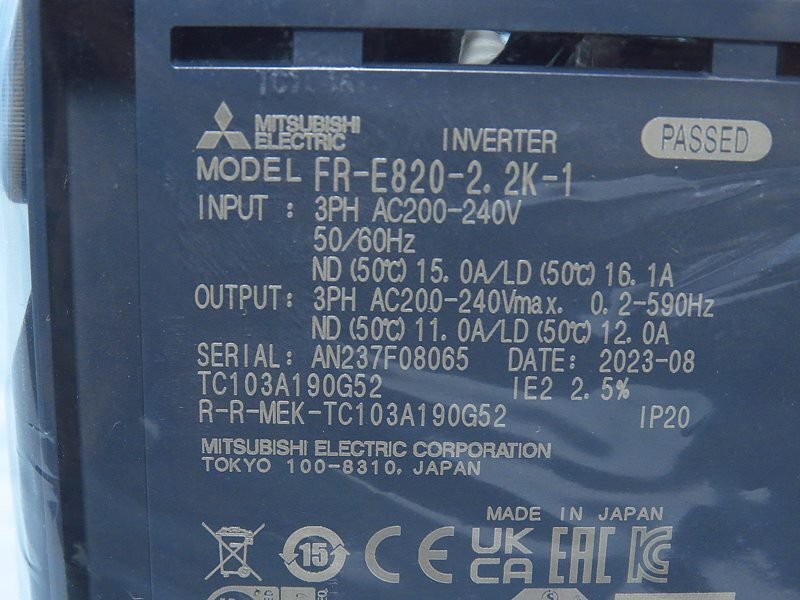 MITSUBISHI
ELECTRIC
INVERTER
PASSED
MODEL FR-E820-2.2K-1
INPUT : 3PH AC200-240V
50/60Hz
ND (50℃) 15.0A/LD (50℃) 16.1A
OUTPUT: 3PH AC200-240Vmax. 0.2-590Hz
ND (50℃) 11.0A/LD (50℃) 12.0A
SERIAL: AN237F08065 DATE: 2023-08
TC103A190G52 IE2 2.5%
R-R-MEK-TC103A190G52 IP20
MITSUBISHI ELECTRIC CORPORATION
TOKYO 100-8310, JAPAN
MADE IN JAPAN
15 CE UK CA EAC KC